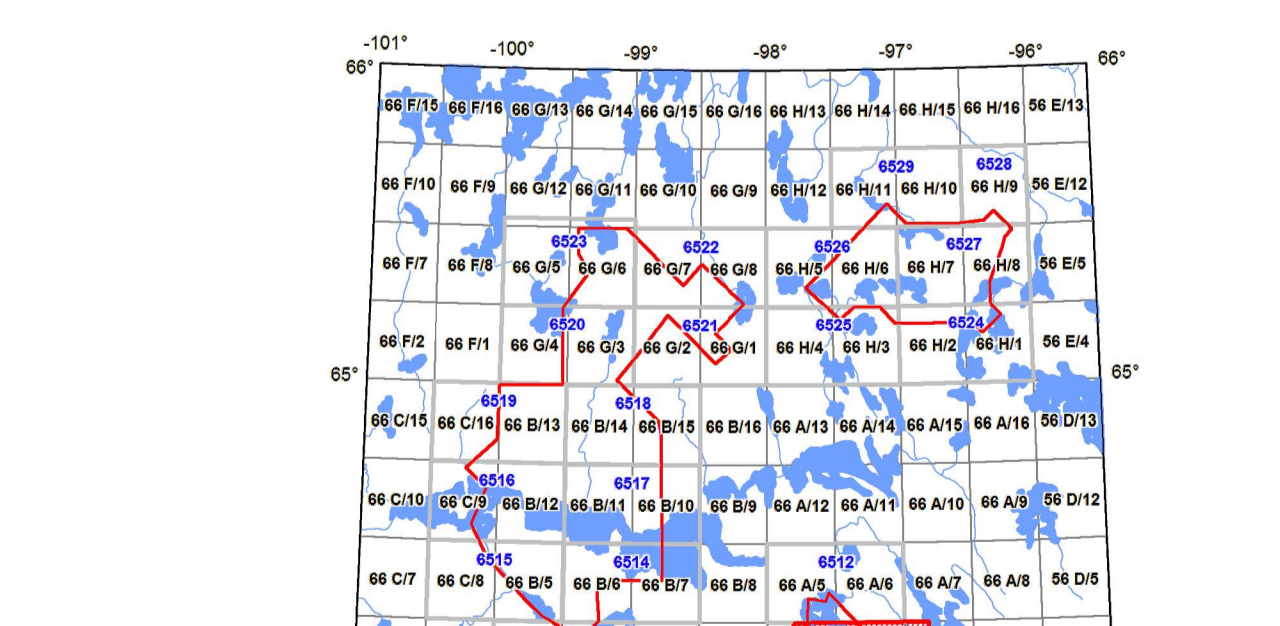 -101° -100° -99° -98° -97° -96°
66° 66°
66 F/15 66 F/16 66 G/13 66 G/14 66 G/15 66 G/16 66 H/13 66 H/14 66 H/15 66 H/16 56 E/13
6529 6528
66 F/10 66 F/9 66 G/12 66 G/11 66 G/10 66 G/9 66 H/12 66 H/11 66 H/10 66 H/9 56 E/12
6523 6522 6526 6527
66 F/7 66 F/8 66 G/5 66 G/6 66 G/7 66 G/8 66 H/5 66 H/6 66 H/7 66 H/8 56 E/5
6520 6521 6525 6524
66 F/2 66 F/1 66 G/4 66 G/3 66 G/2 66 G/1 66 H/4 66 H/3 66 H/2 66 H/1 56 E/4
65° 65°
6519 6518
66 C/15 66 C/16 66 B/13 66 B/14 66 B/15 66 B/16 66 A/13 66 A/14 66 A/15 66 A/16 56 D/13
6516 6517
66 C/10 66 C/9 66 B/12 66 B/11 66 B/10 66 B/9 66 A/12 66 A/11 66 A/10 66 A/9 56 D/12
6515 6514 6512
66 C/7 66 C/8 66 B/5 66 B/6 66 B/7 66 B/8 66 A/5 66 A/6 66 A/7 66 A/8 56 D/5